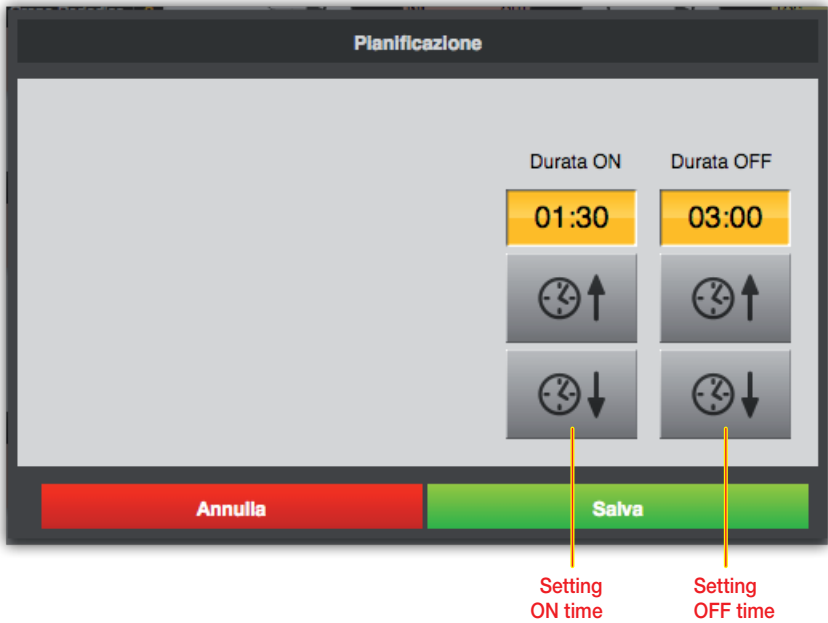 Pianificazione
Durata ON Durata OFF
01:30 03:00
Annulla Salva
Setting
ON time
Setting
OFF time